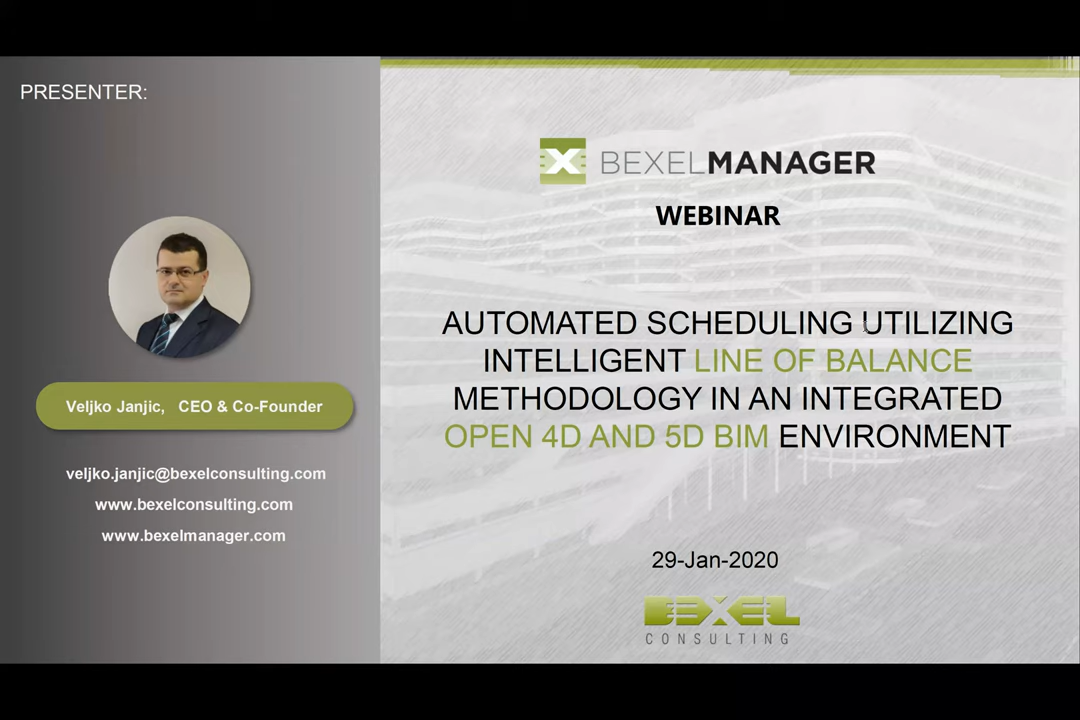 PRESENTER:
Veljko Janjic, CEO & Co-Founder
veljko.janjic@bexelconsulting.com
www.bexelconsulting.com
www.bexelmanager.com
BEXELMANAGER
WEBINAR
AUTOMATED SCHEDULING UTILIZING
INTELLIGENT LINE OF BALANCE
METHODOLOGY IN AN INTEGRATED
OPEN 4D AND 5D BIM ENVIRONMENT
29-Jan-2020
BEXEL
CONSULTING